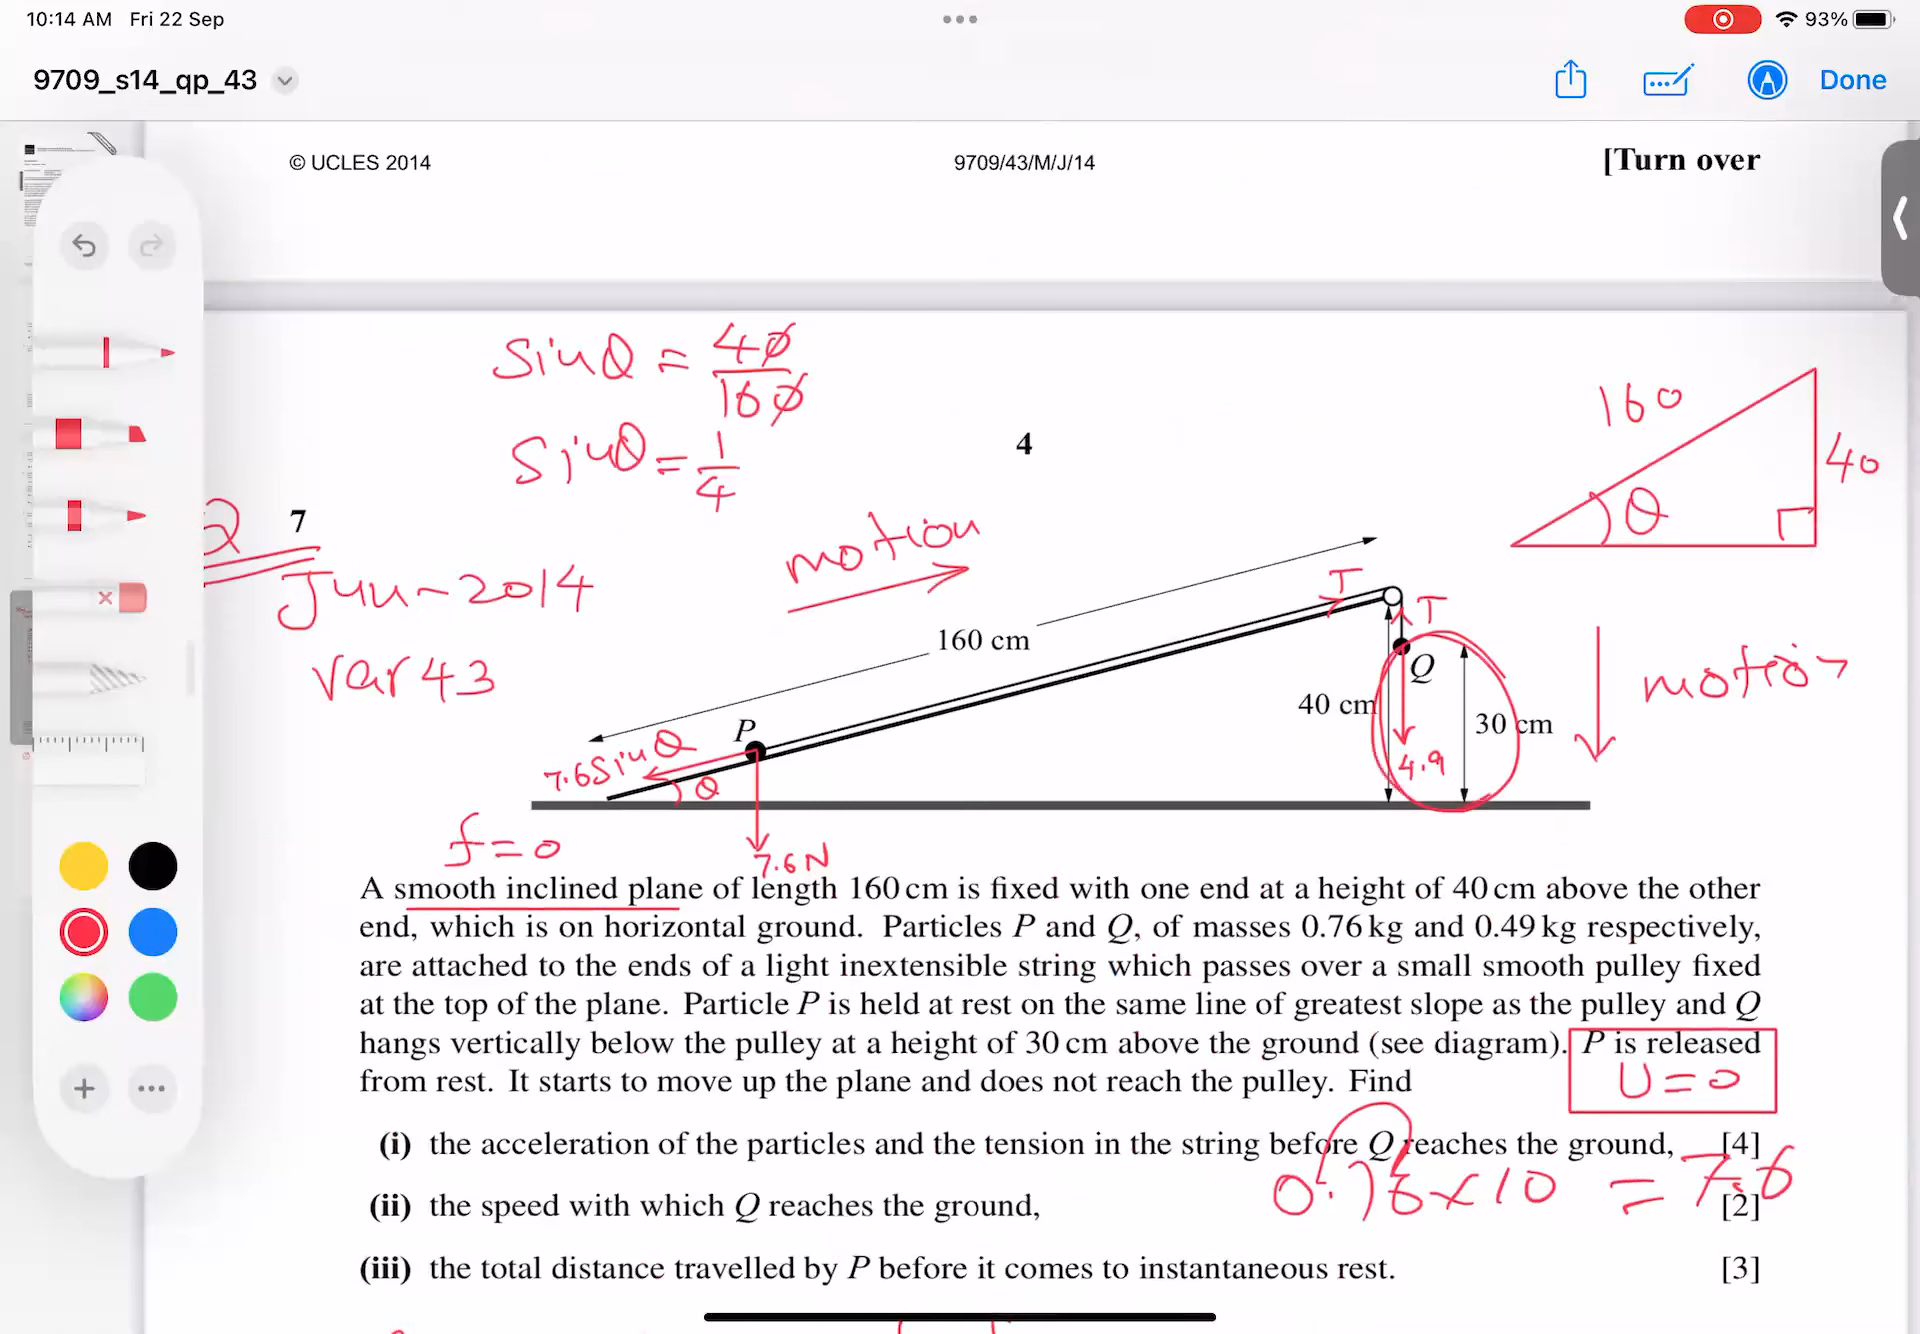 10:14 AM Fri 22 Sep
93%
9709_s14_qp_43
Done
© UCLES 2014
9709/43/M/J/14
[Turn over
Sinθ = 40/160
Sinθ = 1/4
160
40
θ
4
Q
7
Jun-2014
Var 43
motion
160 cm
T
T
Q
40 cm
30 cm
4.9
motion
P
7.6Sinθ
θ
f=0
7.6N
A smooth inclined plane of length 160 cm is fixed with one end at a height of 40 cm above the other
end, which is on horizontal ground. Particles P and Q, of masses 0.76 kg and 0.49 kg respectively,
are attached to the ends of a light inextensible string which passes over a small smooth pulley fixed
at the top of the plane. Particle P is held at rest on the same line of greatest slope as the pulley and Q
hangs vertically below the pulley at a height of 30 cm above the ground (see diagram). P is released
from rest. It starts to move up the plane and does not reach the pulley. Find
U=0
(i) the acceleration of the particles and the tension in the string before Q reaches the ground, [4]
0.76×10 = 7.6
(ii) the speed with which Q reaches the ground, [2]
(iii) the total distance travelled by P before it comes to instantaneous rest. [3]